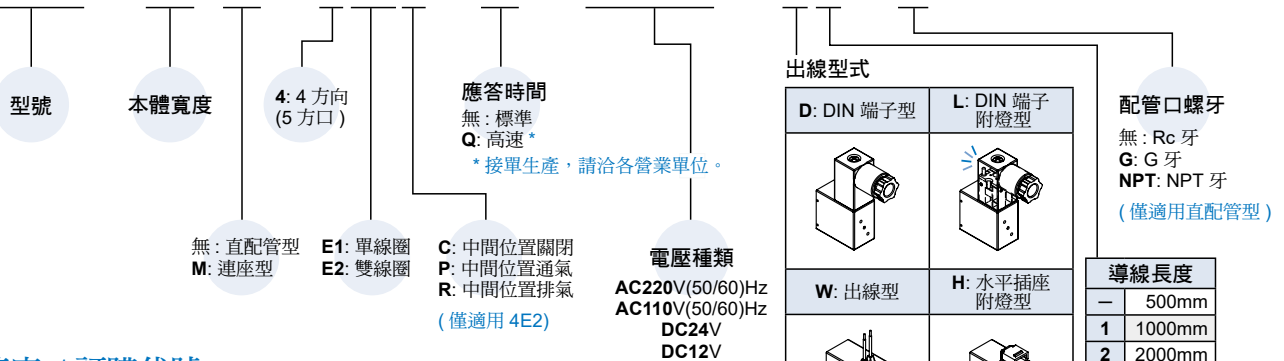 型號
本體寬度
4: 4 方向
(5 方口 )
應答時間
無 : 標準
Q: 高速 *
* 接單生產，請洽各營業單位。
無 : 直配管型
M: 連座型
E1: 單線圈
E2: 雙線圈
C: 中間位置關閉
P: 中間位置通氣
R: 中間位置排氣
( 僅適用 4E2)
電壓種類
AC220V(50/60)Hz
AC110V(50/60)Hz
DC24V
DC12V
出線型式
D: DIN 端子型
L: DIN 端子
附燈型
W: 出線型
H: 水平插座
附燈型
配管口螺牙
無 : Rc 牙
G: G 牙
NPT: NPT 牙
( 僅適用直配管型 )
導線長度
— 500mm
1 1000mm
2 2000mm